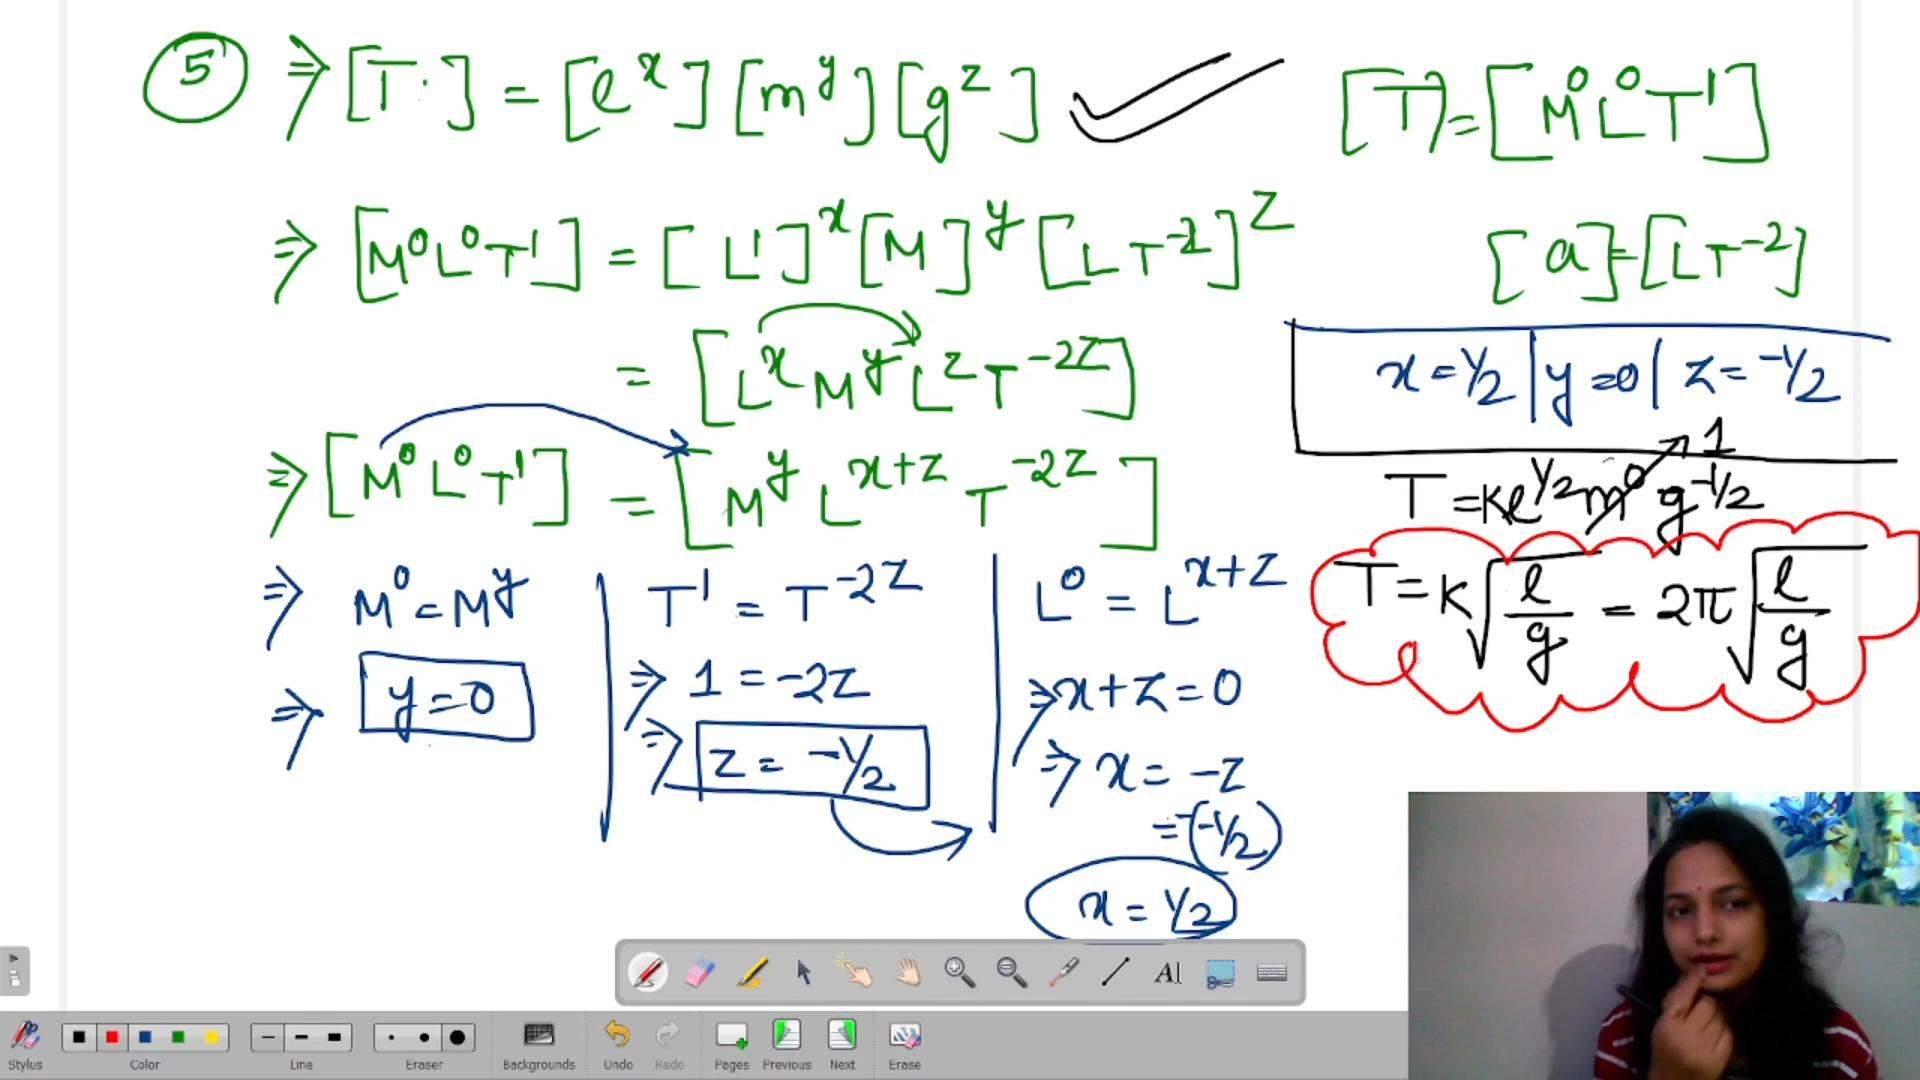 5 ⇒ [T] = [l^x] [m^y] [g^z]
[T] = [M⁰L⁰T¹]
⇒ [M⁰L⁰T¹] = [L¹]^x [M]^y [LT⁻²]^z
[a] = [LT⁻²]
= [L^x M^y L^z T^-2z]
x = 1/2 | y = 0 | z = -1/2
⇒ [M⁰L⁰T¹] = [M^y L^x+z T^-2z]
1
T = K l^1/2 m⁰ g^-1/2
T = K√(l/g) = 2π√(l/g)
⇒ M⁰ = M^y
⇒ y = 0
T¹ = T^-2z
⇒ 1 = -2z
⇒ z = -1/2
L⁰ = L^x+z
⇒ x+z = 0
⇒ x = -z
= -(-1/2)
x = 1/2
AI
Stylus Color Line Eraser Backgrounds Undo Redo Pages Previous Next Erase